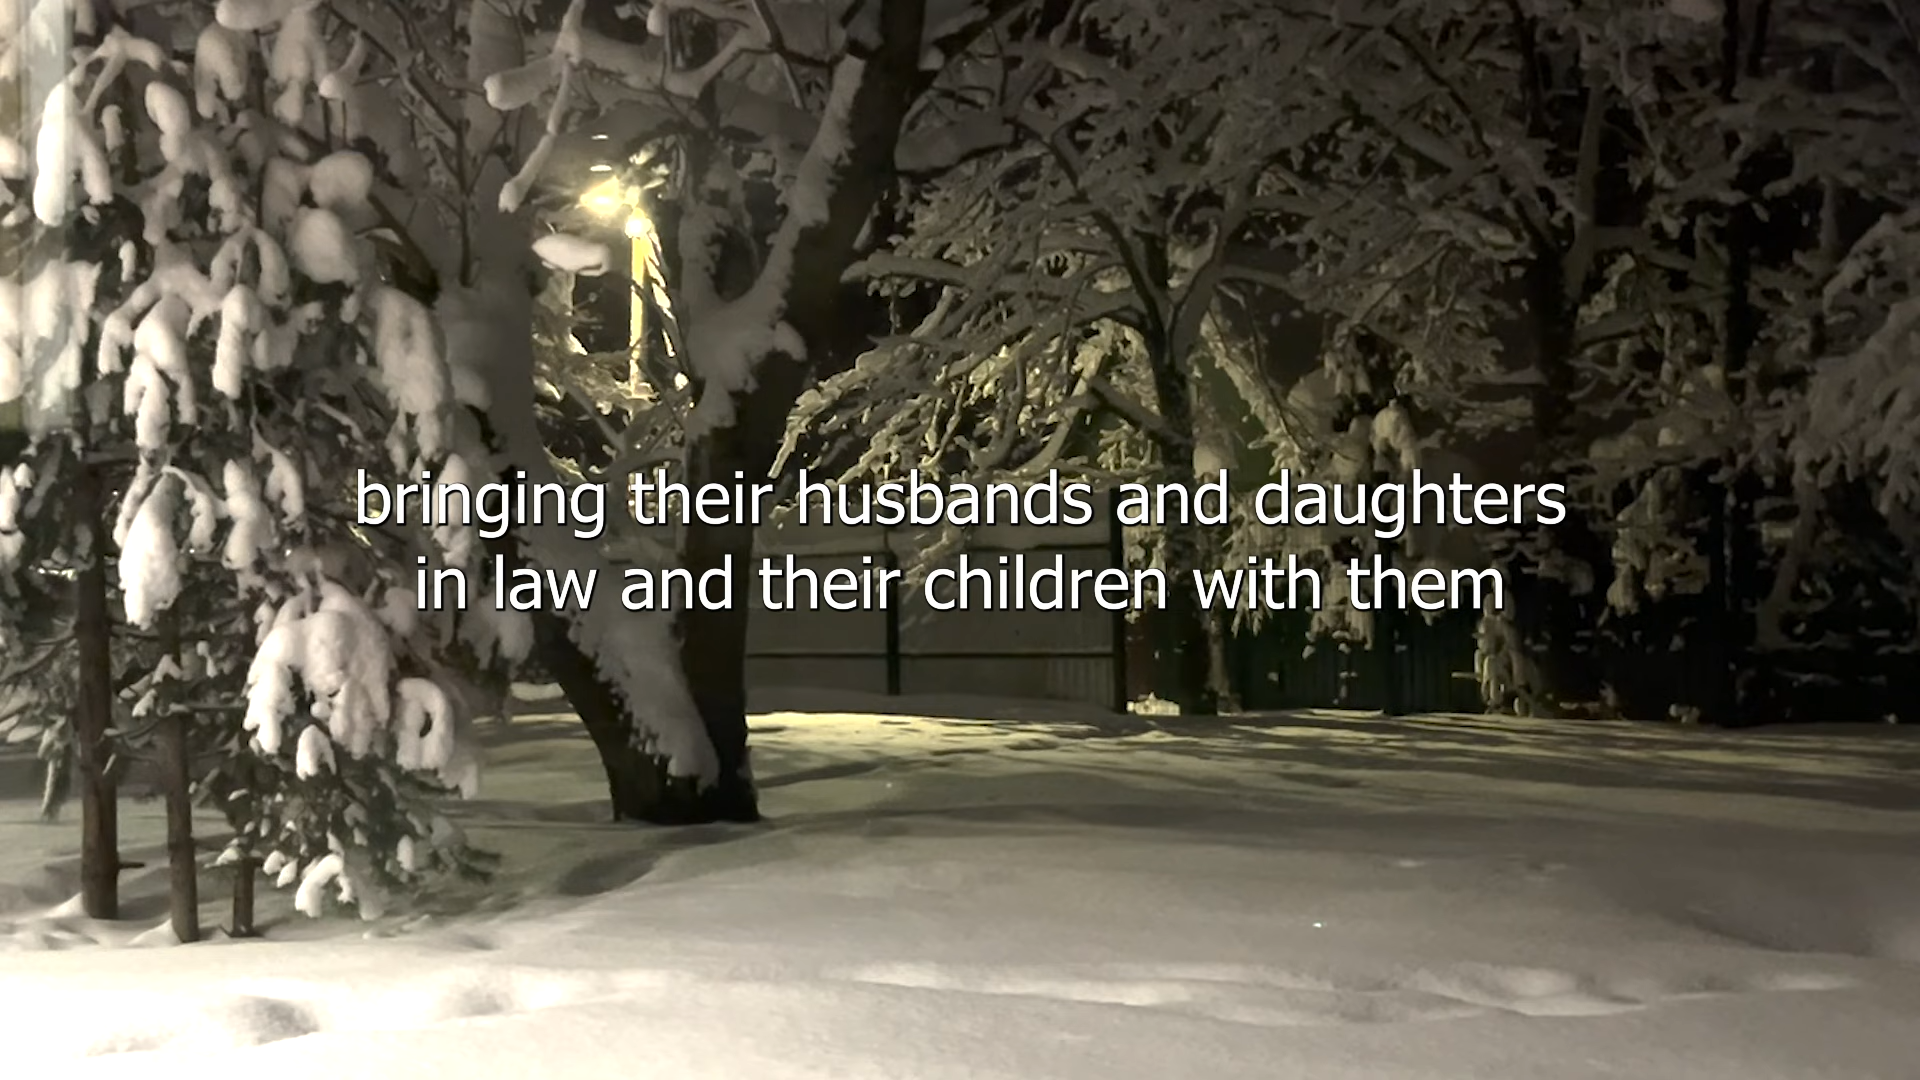 bringing their husbands and daughters
in law and their children with them